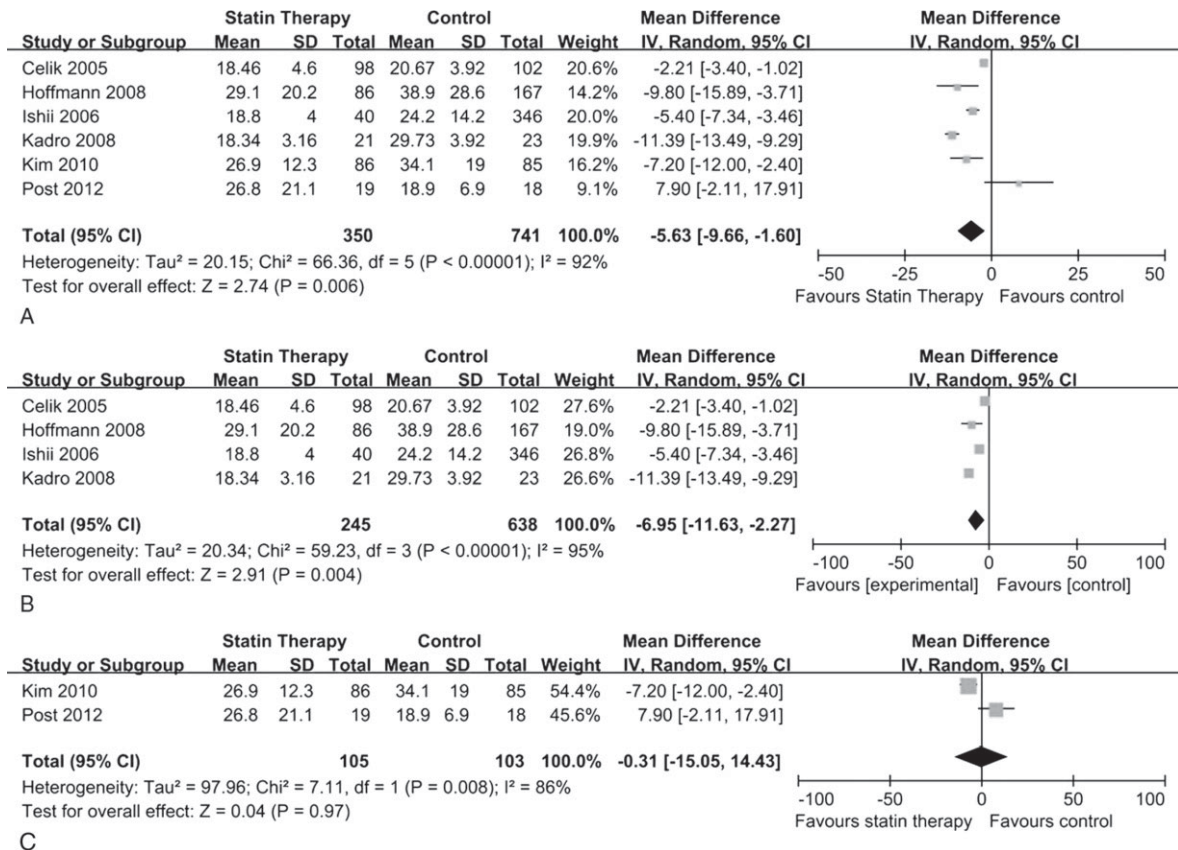 Statin Therapy Control Mean Difference Mean Difference
Study or Subgroup Mean SD Total Mean SD Total Weight IV, Random, 95% CI IV, Random, 95% CI
Celik 2005 18.46 4.6 98 20.67 3.92 102 20.6% -2.21 [-3.40, -1.02]
Hoffmann 2008 29.1 20.2 86 38.9 28.6 167 14.2% -9.80 [-15.89, -3.71]
Ishii 2006 18.8 4 40 24.2 14.2 346 20.0% -5.40 [-7.34, -3.46]
Kadro 2008 18.34 3.16 21 29.73 3.92 23 19.9% -11.39 [-13.49, -9.29]
Kim 2010 26.9 12.3 86 34.1 19 85 16.2% -7.20 [-12.00, -2.40]
Post 2012 26.8 21.1 19 18.9 6.9 18 9.1% 7.90 [-2.11, 17.91]
Total (95% CI) 350 741 100.0% -5.63 [-9.66, -1.60]
Heterogeneity: Tau² = 20.15; Chi² = 66.36, df = 5 (P < 0.00001); I² = 92%
Test for overall effect: Z = 2.74 (P = 0.006)
-50 -25 0 25 50
Favours Statin Therapy Favours control
A
Statin Therapy Control Mean Difference Mean Difference
Study or Subgroup Mean SD Total Mean SD Total Weight IV, Random, 95% CI IV, Random, 95% CI
Celik 2005 18.46 4.6 98 20.67 3.92 102 27.6% -2.21 [-3.40, -1.02]
Hoffmann 2008 29.1 20.2 86 38.9 28.6 167 19.0% -9.80 [-15.89, -3.71]
Ishii 2006 18.8 4 40 24.2 14.2 346 26.8% -5.40 [-7.34, -3.46]
Kadro 2008 18.34 3.16 21 29.73 3.92 23 26.6% -11.39 [-13.49, -9.29]
Total (95% CI) 245 638 100.0% -6.95 [-11.63, -2.27]
Heterogeneity: Tau² = 20.34; Chi² = 59.23, df = 3 (P < 0.00001); I² = 95%
Test for overall effect: Z = 2.91 (P = 0.004)
-100 -50 0 50 100
Favours [experimental] Favours [control]
B
Statin Therapy Control Mean Difference Mean Difference
Study or Subgroup Mean SD Total Mean SD Total Weight IV, Random, 95% CI IV, Random, 95% CI
Kim 2010 26.9 12.3 86 34.1 19 85 54.4% -7.20 [-12.00, -2.40]
Post 2012 26.8 21.1 19 18.9 6.9 18 45.6% 7.90 [-2.11, 17.91]
Total (95% CI) 105 103 100.0% -0.31 [-15.05, 14.43]
Heterogeneity: Tau² = 97.96; Chi² = 7.11, df = 1 (P = 0.008); I² = 86%
Test for overall effect: Z = 0.04 (P = 0.97)
-100 -50 0 50 100
Favours statin therapy Favours control
C